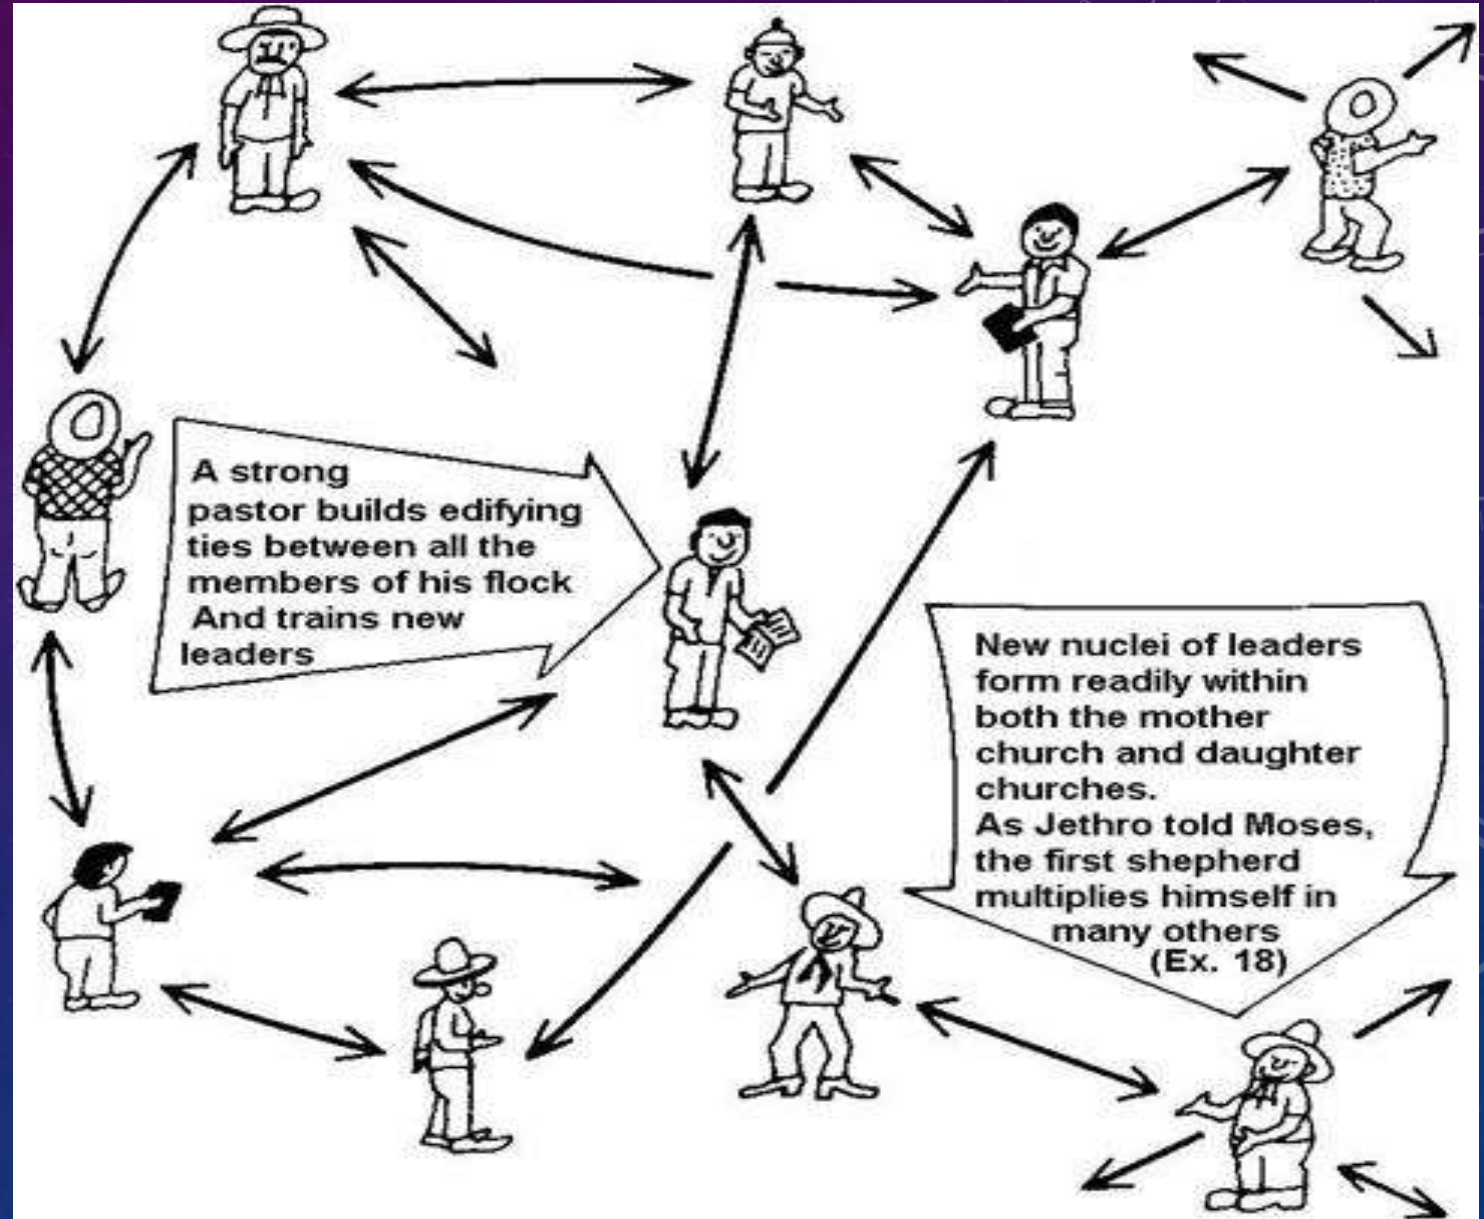 A strong
pastor builds edifying
ties between all the
members of his flock
And trains new
leaders
New nuclei of leaders
form readily within
both the mother
church and daughter
churches.
As Jethro told Moses,
the first shepherd
multiplies himself in
many others
(Ex. 18)